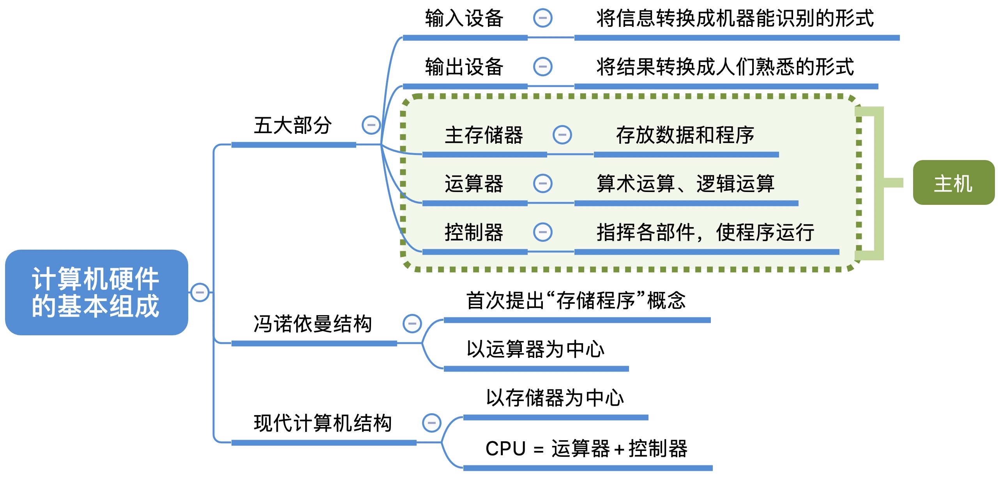 输入设备
将信息转换成机器能识别的形式
输出设备
将结果转换成人们熟悉的形式
五大部分
主存储器
存放数据和程序
运算器
算术运算、逻辑运算
控制器
指挥各部件，使程序运行
主机
计算机硬件
的基本组成
冯诺依曼结构
首次提出“存储程序”概念
以运算器为中心
现代计算机结构
以存储器为中心
CPU = 运算器+控制器